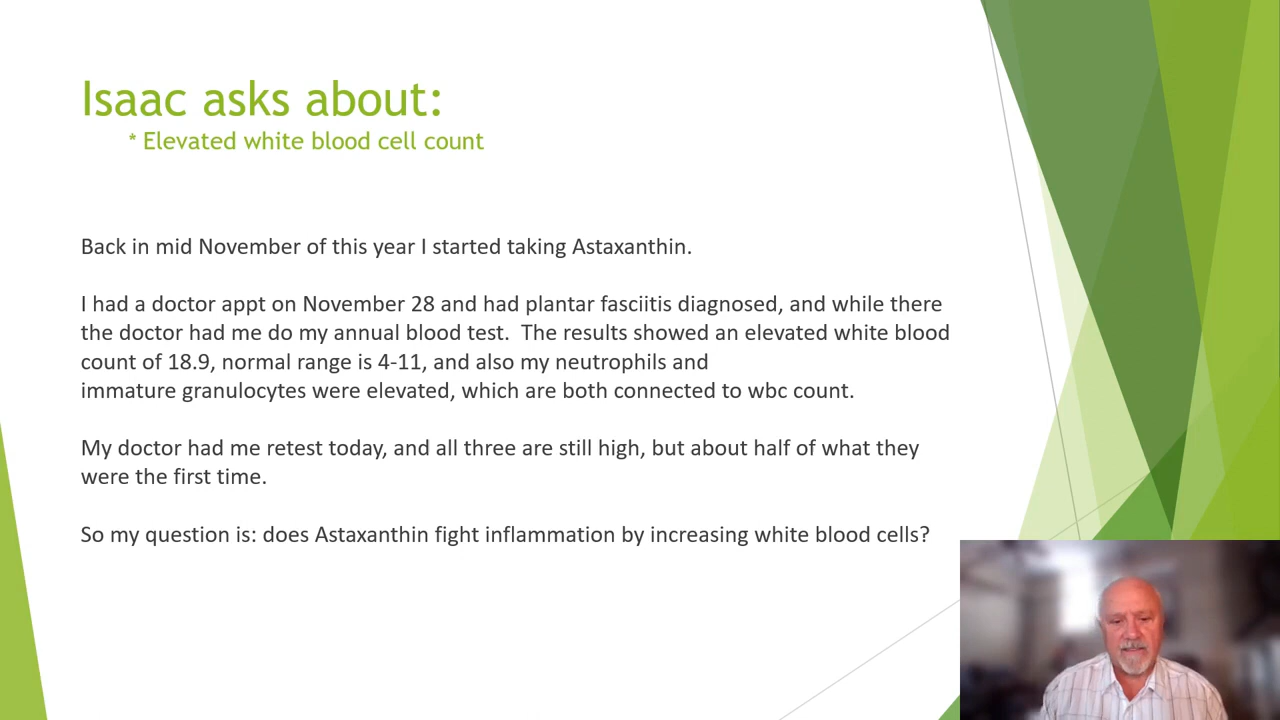 Isaac asks about:
* Elevated white blood cell count
Back in mid November of this year I started taking Astaxanthin.
I had a doctor appt on November 28 and had plantar fasciitis diagnosed, and while there
the doctor had me do my annual blood test.  The results showed an elevated white blood
count of 18.9, normal range is 4-11, and also my neutrophils and
immature granulocytes were elevated, which are both connected to wbc count.
My doctor had me retest today, and all three are still high, but about half of what they
were the first time.
So my question is: does Astaxanthin fight inflammation by increasing white blood cells?